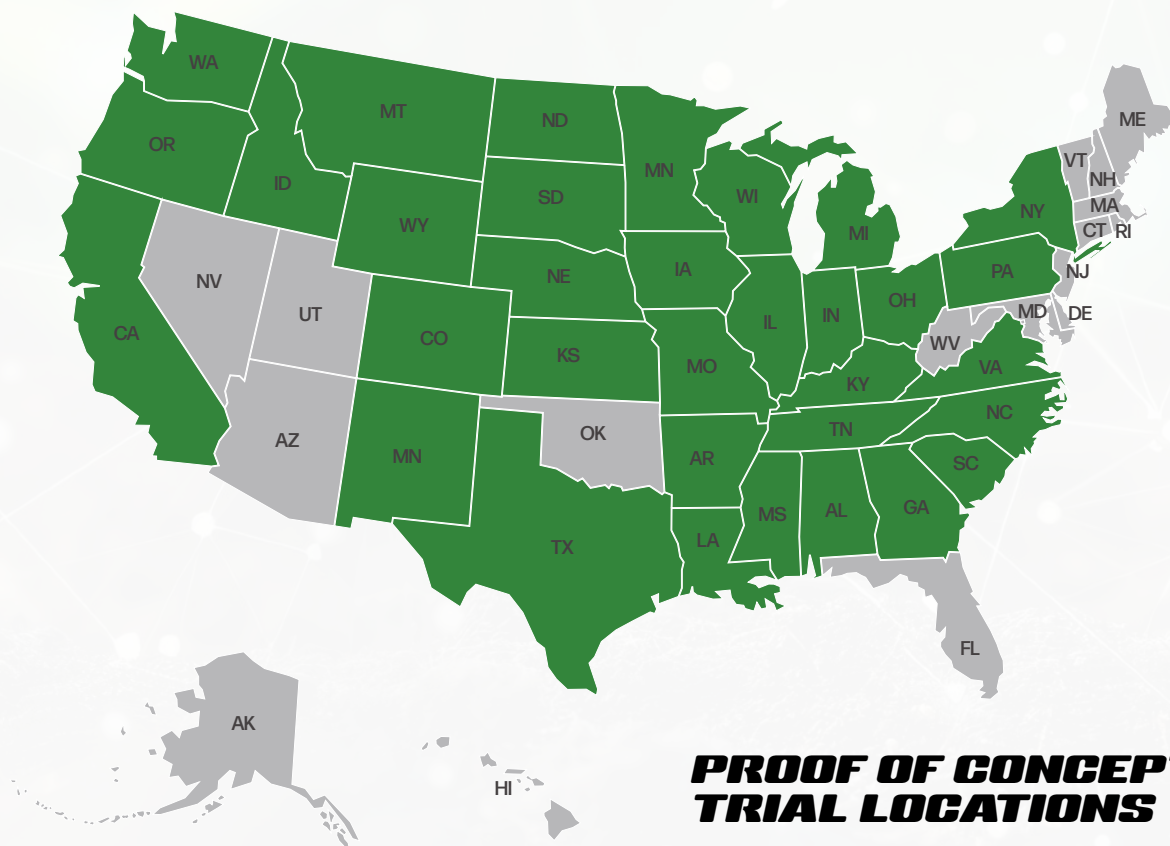 WA
MT
ND
ME
OR
ID
MN
VT
NH
WI
SD
WY
MI
NY
MA
CT
RI
NV
UT
NE
IA
PA
NJ
CA
CO
KS
IL
IN
OH
MD
DE
WV
MO
KY
VA
AZ
MN
OK
AR
TN
NC
SC
MS
AL
GA
LA
TX
FL
AK
HI
PROOF OF CONCEPT
TRIAL LOCATIONS